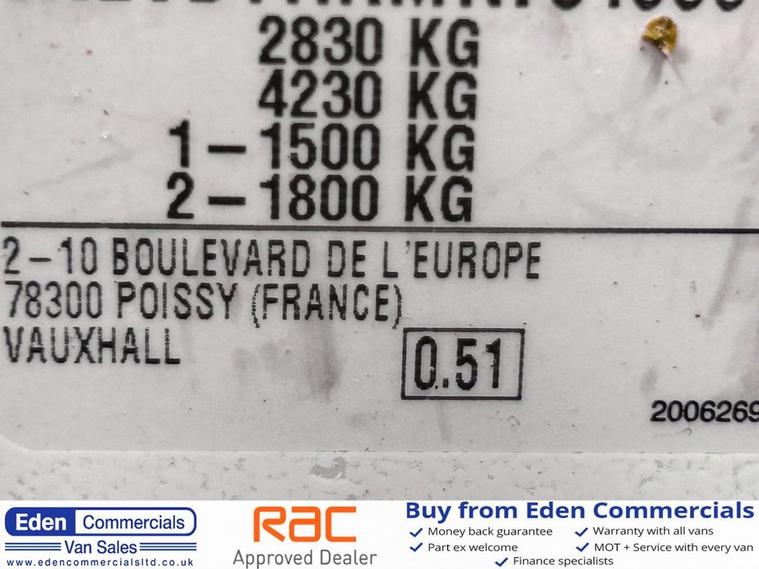 2830 KG
4230 KG
1-1500 KG
2-1800 KG
2-10 BOULEVARD DE L'EUROPE
78300 POISSY (FRANCE)
VAUXHALL
0.51
2006269
Eden Commercials
Van Sales
www.edencommercialsltd.co.uk
RAC
Approved Dealer
Buy from Eden Commercials
Money back guarantee
Warranty with all vans
Part ex welcome
MOT + Service with every van
Finance specialists